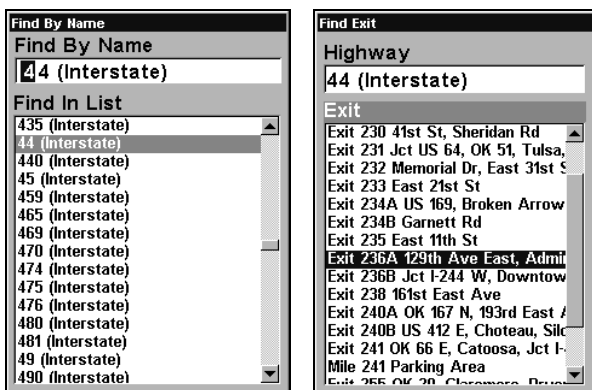 Find By Name
Find By Name
44 (Interstate)
Find In List
435 (Interstate)
44 (Interstate)
440 (Interstate)
45 (Interstate)
459 (Interstate)
465 (Interstate)
469 (Interstate)
470 (Interstate)
474 (Interstate)
475 (Interstate)
476 (Interstate)
480 (Interstate)
481 (Interstate)
49 (Interstate)
490 (Interstate)
Find Exit
Highway
44 (Interstate)
Exit
Exit 230 41st St, Sheridan Rd
Exit 231 Jct US 64, OK 51, Tulsa,
Exit 232 Memorial Dr, East 31st
Exit 233 East 21st St
Exit 234A US 169, Broken Arrow
Exit 234B Garnett Rd
Exit 235 East 11th St
Exit 236A 129th Ave East, Admi
Exit 236B Jct I-244 W, Downtow
Exit 238 161st East Ave
Exit 240A OK 167 N, 193rd East
Exit 240B US 412 E, Choteau,
Exit 241 OK 66 E, Catoosa, Jct I-
Mile 241 Parking Area
Exit 255 OK 20, Claremore,